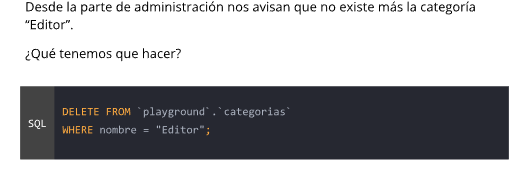 Desde la parte de administración nos avisan que no existe más la categoría
“Editor”.
¿Qué tenemos que hacer?
SQL
DELETE FROM `playground`.`categorias`
WHERE nombre = "Editor";